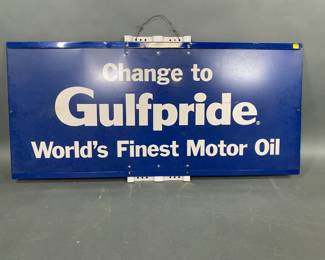 Change to
Gulfpride®
World's Finest Motor Oil